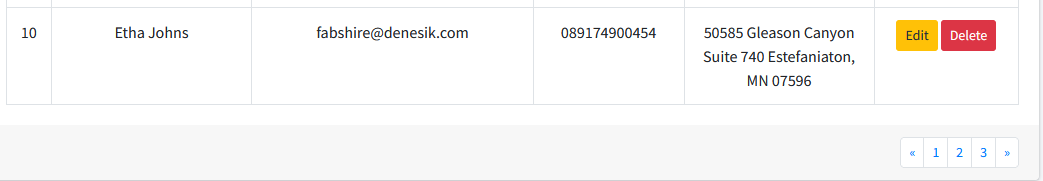 10 Etha Johns fabshire@denesik.com 089174900454 50585 Gleason Canyon Edit Delete
Suite 740 Estefaniaton,
MN 07596
« 1 2 3 »